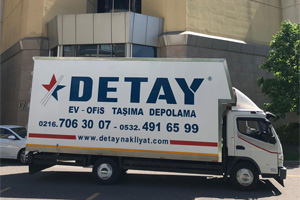 DETAY®
EV - OFİS TAŞIMA DEPOLAMA
0216. 706 30 07 - 0532. 491 65 99
www.detaynakliyat.com